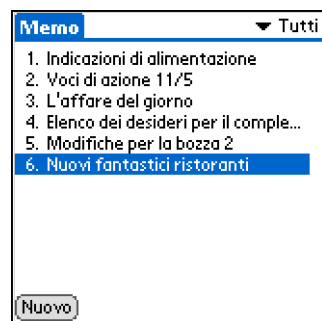 Memo ▼ Tutti
1. Indicazioni di alimentazione
2. Voci di azione 11/5
3. L'affare del giorno
4. Elenco dei desideri per il comple...
5. Modifiche per la bozza 2
6. Nuovi fantastici ristoranti
Nuovo